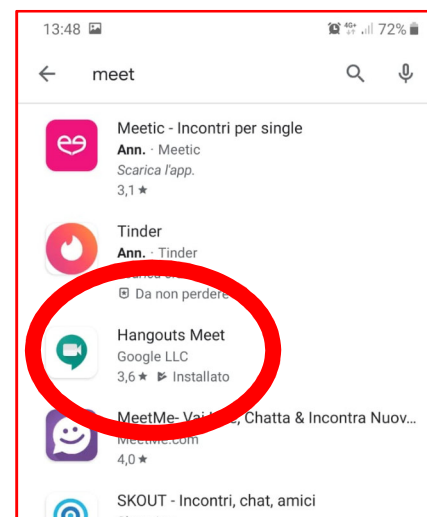 13:48 4G+ 72%
meet
Meetic - Incontri per single
Ann. · Meetic
Scarica l'app.
3,1 ★
Tinder
Ann. · Tinder
Da non perdere
Hangouts Meet
Google LLC
3,6 ★ Installato
MeetMe- Chatta & Incontra Nuov...
MeetMe.com
4,0 ★
SKOUT - Incontri, chat, amici